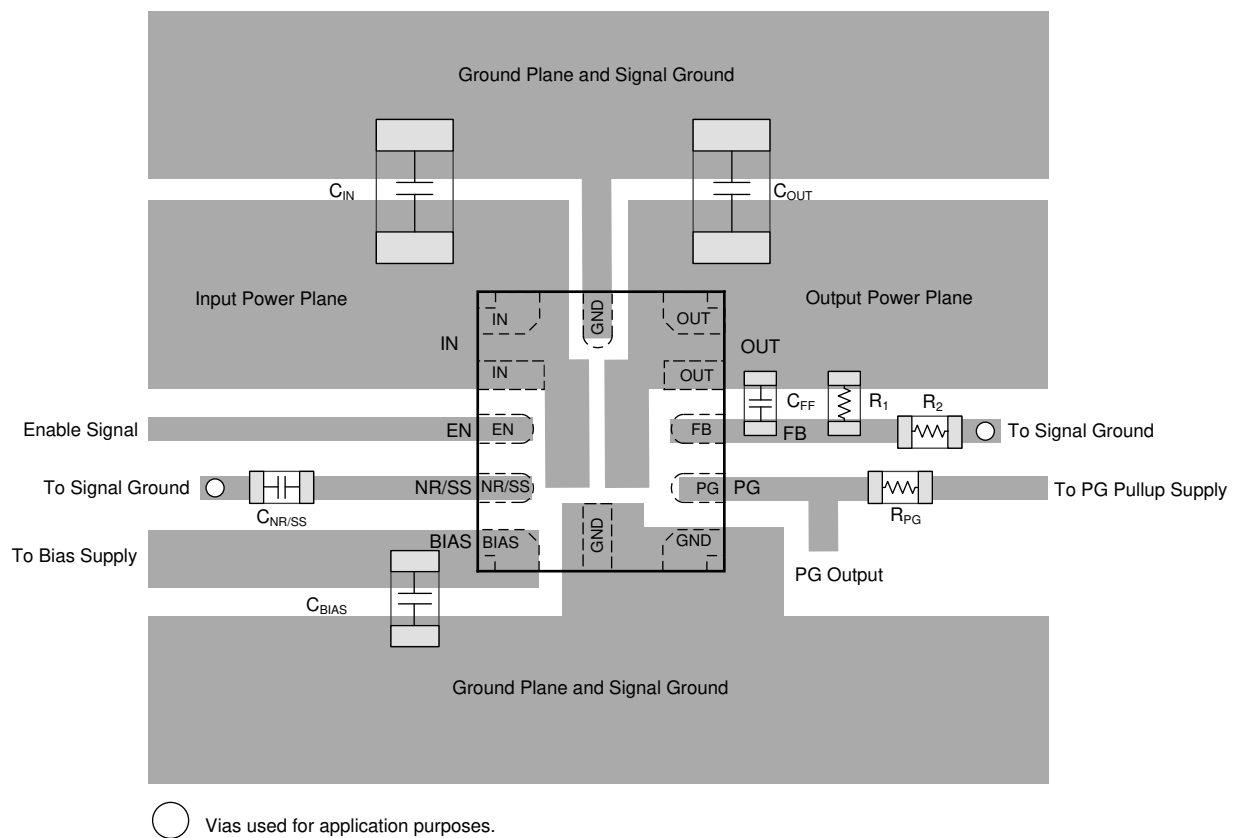 Ground Plane and Signal Ground
C_IN
C_OUT
Input Power Plane
Output Power Plane
IN
GND
OUT
IN
OUT
IN
OUT
C_FF
R_1
R_2
Enable Signal
EN
EN
FB
FB
To Signal Ground
To Signal Ground
NR/SS
NR/SS
PG
PG
To PG Pullup Supply
C_NR/SS
R_PG
To Bias Supply
BIAS
BIAS
GND
GND
PG Output
C_BIAS
Ground Plane and Signal Ground
Vias used for application purposes.